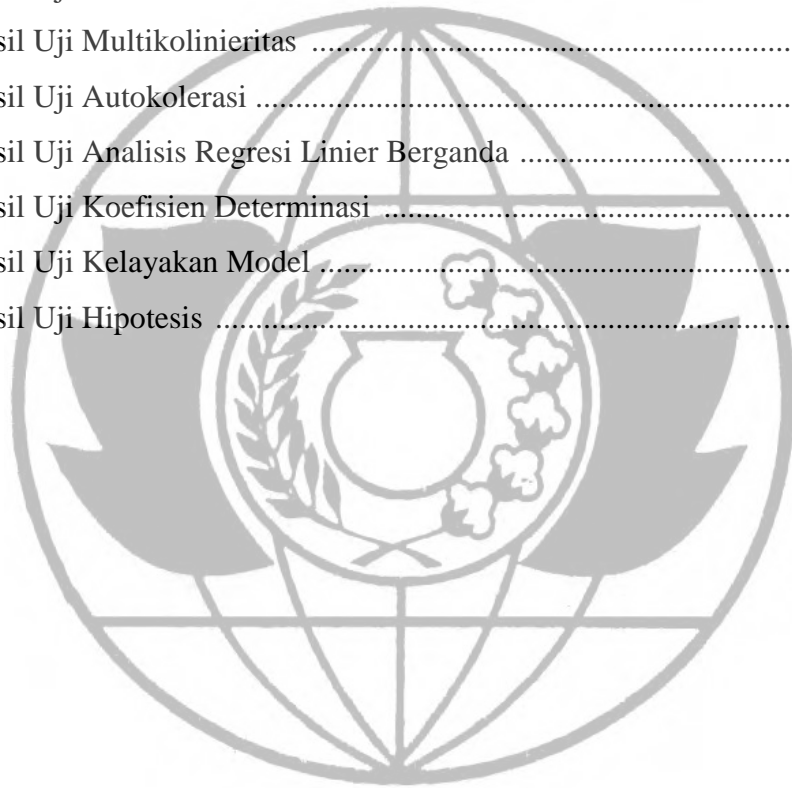 sil Uji Multikolinieritas ........................................................................
sil Uji Autokolerasi ................................................................................
sil Uji Analisis Regresi Linier Berganda .........................................
sil Uji Koefisien Determinasi .............................................................
sil Uji Kelayakan Model ......................................................................
sil Uji Hipotesis ......................................................................................